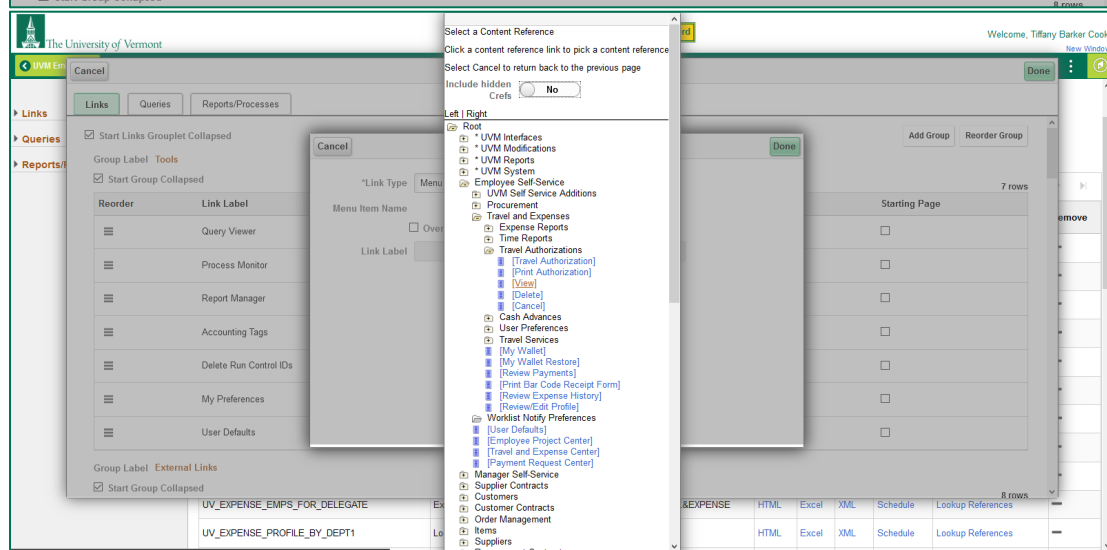 Start Group Collapsed
8 rows
The University of Vermont
rd
Welcome, Tiffany Barker Cook
New Window
UVM Em
Cancel
Done
Links
Queries
Reports/Processes
Links
Queries
Reports/
Start Links Grouplet Collapsed
Add Group
Reorder Group
Group Label Tools
Start Group Collapsed
7 rows
Reorder
Link Label
Starting Page
emove
Query Viewer
Process Monitor
Report Manager
Accounting Tags
Delete Run Control IDs
My Preferences
User Defaults
Group Label External Links
Start Group Collapsed
8 rows
Cancel
Done
*Link Type Menu
Menu Item Name
Over
Link Label
Select a Content Reference
Click a content reference link to pick a content reference
Select Cancel to return back to the previous page
Include hidden
Crefs
No
Left | Right
Root
* UVM Interfaces
* UVM Modifications
* UVM Reports
* UVM System
Employee Self-Service
UVM Self Service Additions
Procurement
Travel and Expenses
Expense Reports
Time Reports
Travel Authorizations
[Travel Authorization]
[Print Authorization]
[View]
[Delete]
[Cancel]
Cash Advances
User Preferences
Travel Services
[My Wallet]
[My Wallet Restore]
[Review Payments]
[Print Bar Code Receipt Form]
[Review Expense History]
[Review/Edit Profile]
Worklist Notify Preferences
[User Defaults]
[Employee Project Center]
[Travel and Expense Center]
[Payment Request Center]
Manager Self-Service
Supplier Contracts
Customers
Customer Contracts
Order Management
Items
Suppliers
UV_EXPENSE_EMPS_FOR_DELEGATE Ex &EXPENSE HTML Excel XML Schedule Lookup References
UV_EXPENSE_PROFILE_BY_DEPT1 Lo HTML Excel XML Schedule Lookup References